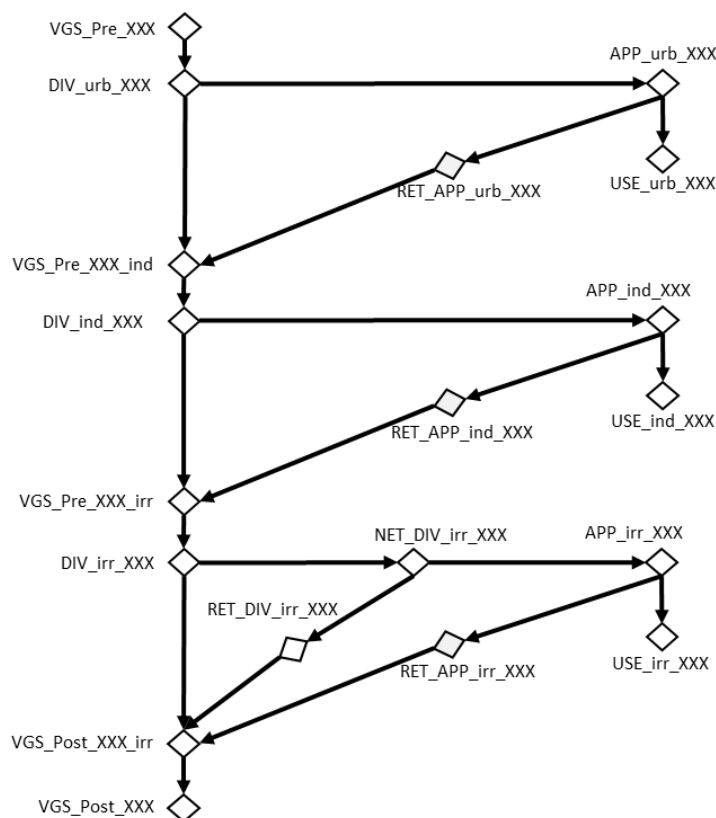 VGS_Pre_XXX
APP_urb_XXX
DIV_urb_XXX
RET_APP_urb_XXX
USE_urb_XXX
VGS_Pre_XXX_ind
APP_ind_XXX
DIV_ind_XXX
RET_APP_ind_XXX
USE_ind_XXX
VGS_Pre_XXX_irr
NET_DIV_irr_XXX
APP_irr_XXX
DIV_irr_XXX
RET_DIV_irr_XXX
RET_APP_irr_XXX
USE_irr_XXX
VGS_Post_XXX_irr
VGS_Post_XXX